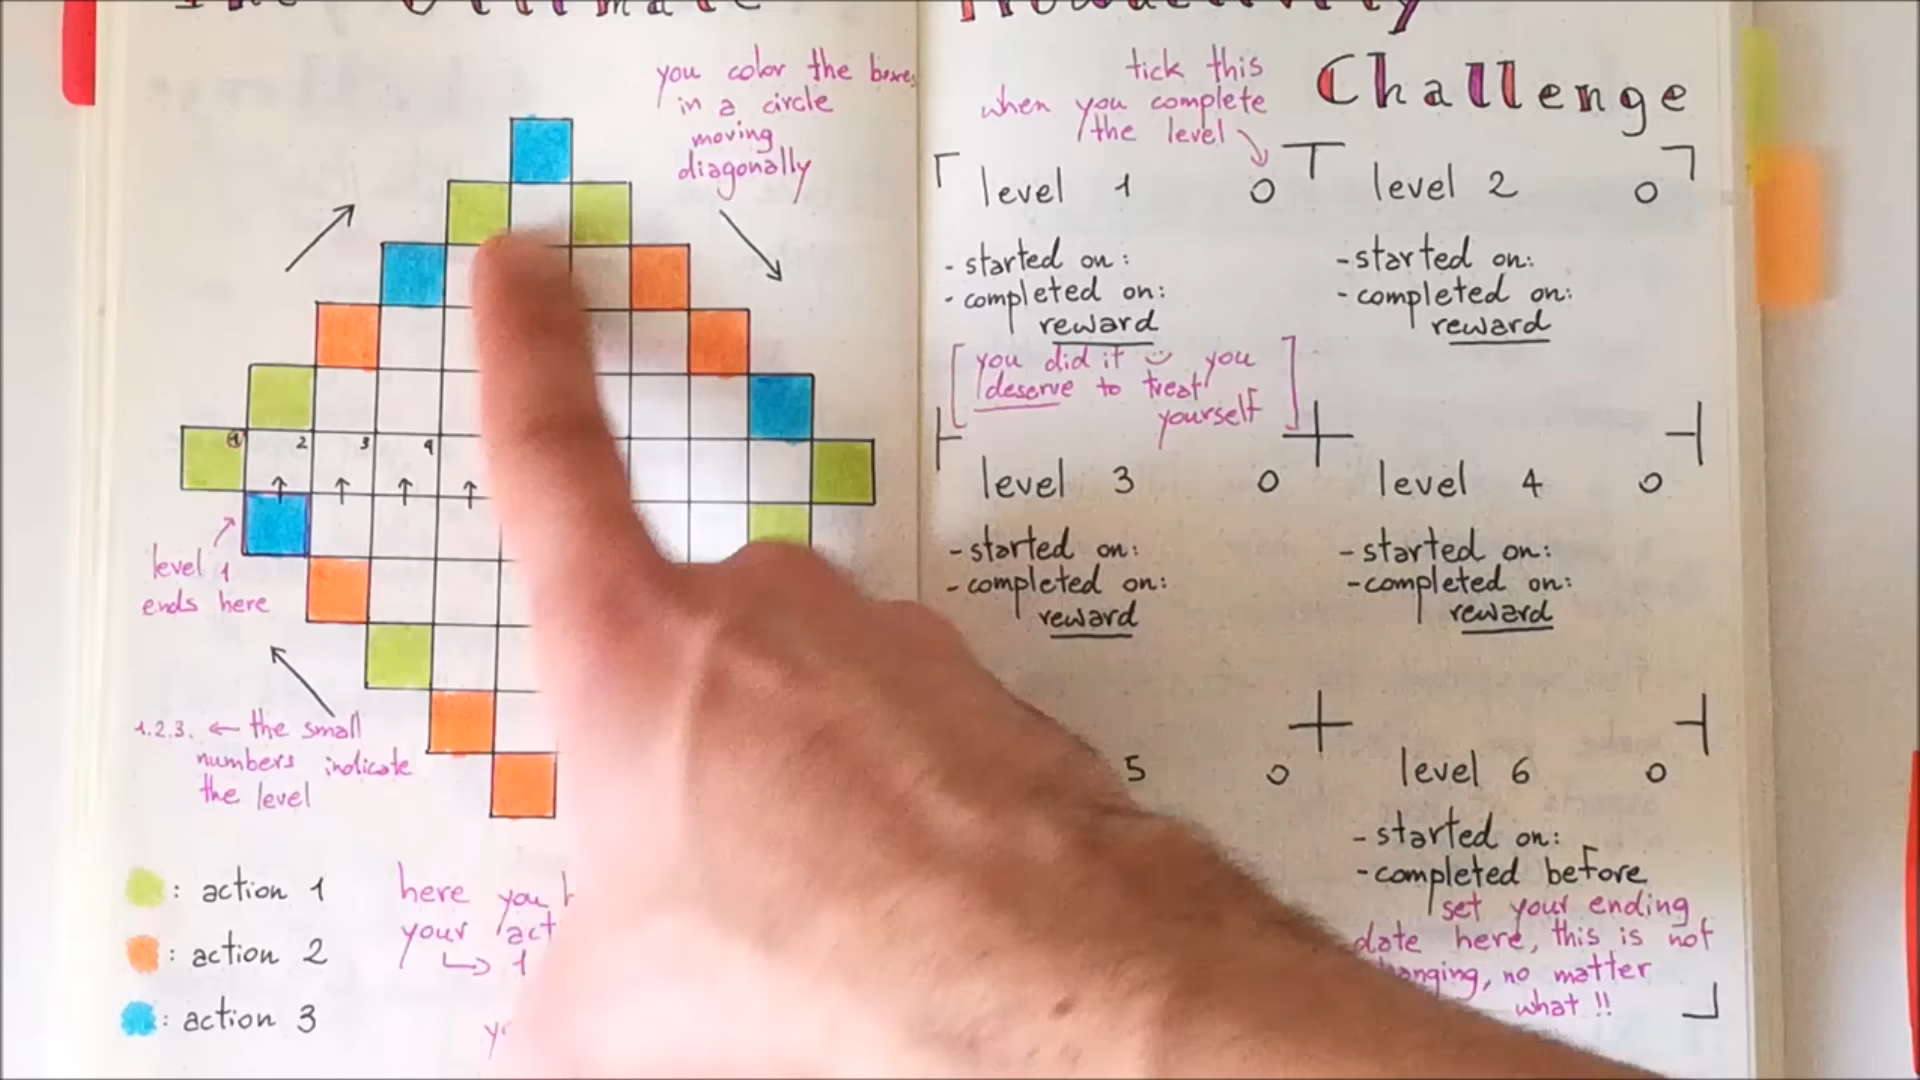 The Ultimate Productivity
Challenge
you color the boxes
in a circle
moving
diagonally
1
2
3
4
level 1
ends here
1.2.3. ← the small
numbers indicate
the level
: action 1
: action 2
: action 3
here you
your
↳ 1
tick this
when you complete
the level
level 1 O
- started on:
- completed on:
reward
[you did it you
deserve to treat
yourself]
level 2 O
- started on:
- completed on:
reward
level 3 O
- started on:
- completed on:
reward
level 4 O
- started on:
- completed on:
reward
5 O
level 6 O
- started on:
- completed before
set your ending
date here, this is not
no matter
what !!